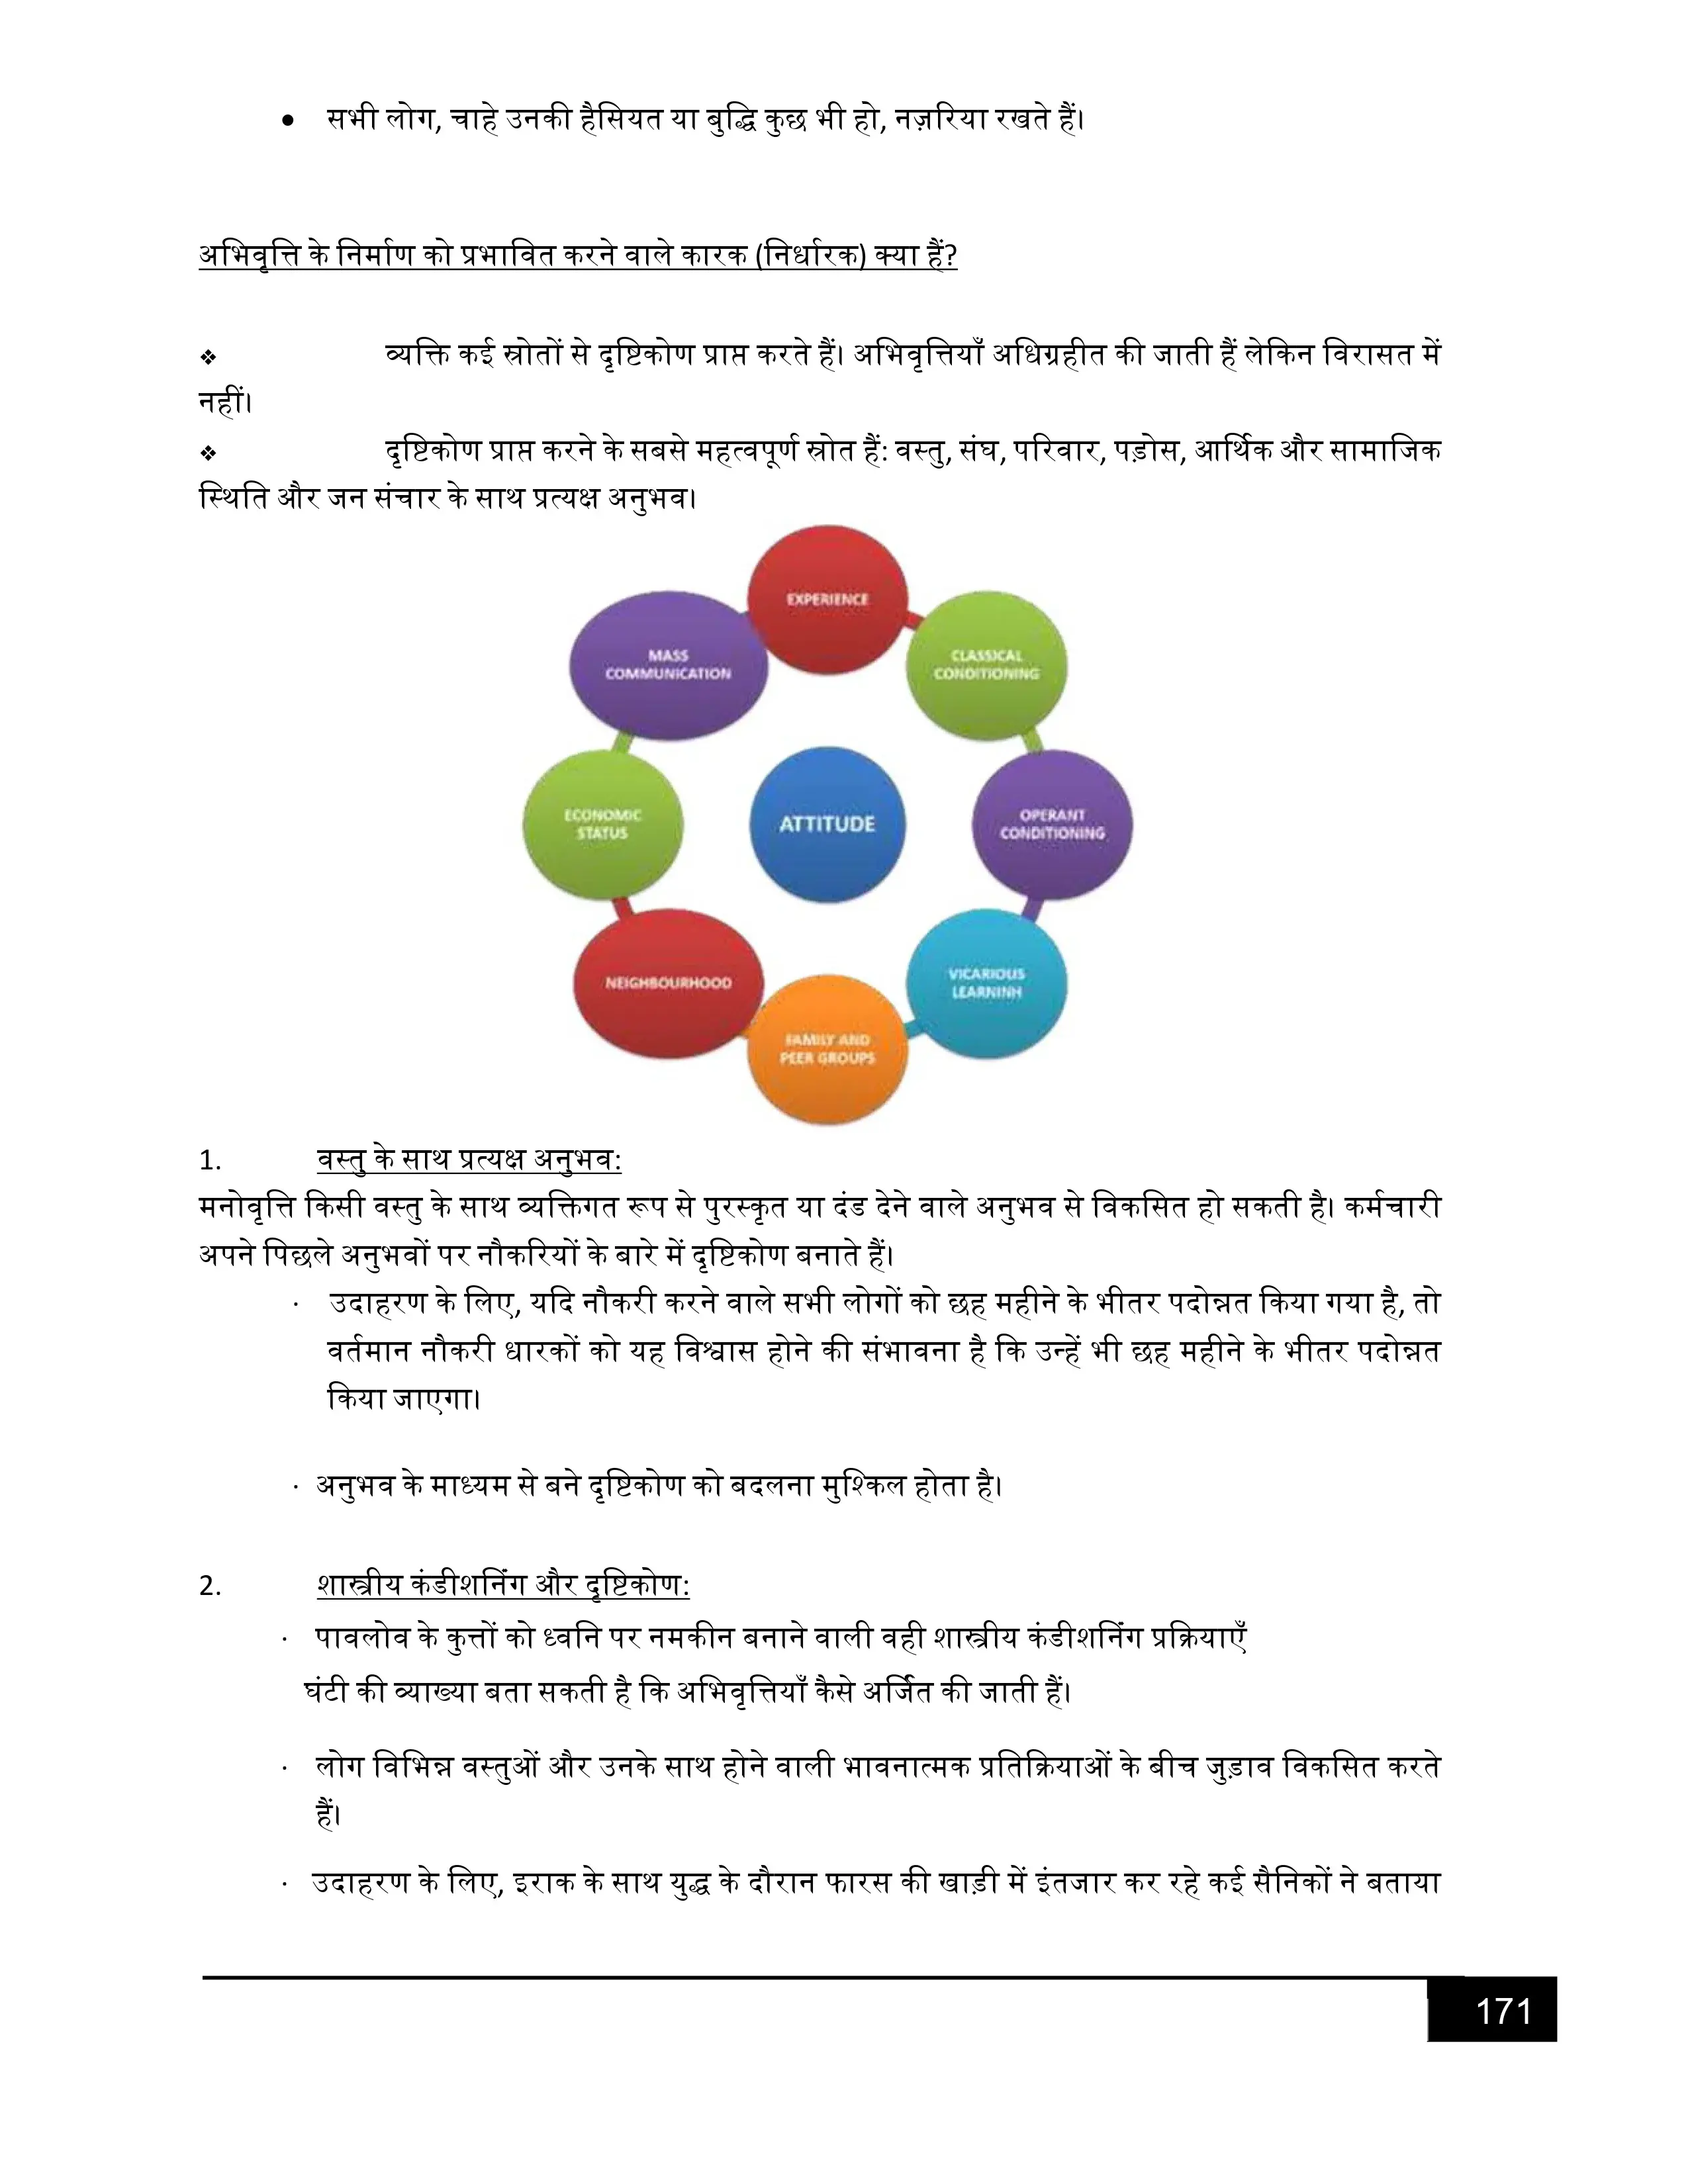 • सभी लोग, चाहे उनकी हैसियत या बुद्धि कुछ भी हो, नज़रिया रखते हैं।
अभिवृत्ति के निर्माण को प्रभावित करने वाले कारक (निर्धारक) क्या हैं?
❖ व्यक्ति कई स्रोतों से दृष्टिकोण प्राप्त करते हैं। अभिवृत्तियाँ अधिग्रहीत की जाती हैं लेकिन विरासत में
नहीं।
❖ दृष्टिकोण प्राप्त करने के सबसे महत्वपूर्ण स्रोत हैं: वस्तु, संघ, परिवार, पड़ोस, आर्थिक और सामाजिक
स्थिति और जन संचार के साथ प्रत्यक्ष अनुभव।
EXPERIENCE
CLASSICAL
CONDITIONING
OPERANT
CONDITIONING
VICARIOUS
LEARNINH
FAMILY AND
PEER GROUPS
NEIGHBOURHOOD
ECONOMIC
STATUS
MASS
COMMUNICATION
ATTITUDE
1. वस्तु के साथ प्रत्यक्ष अनुभव:
मनोवृत्ति किसी वस्तु के साथ व्यक्तिगत रूप से पुरस्कृत या दंड देने वाले अनुभव से विकसित हो सकती है। कर्मचारी
अपने पिछले अनुभवों पर नौकरियों के बारे में दृष्टिकोण बनाते हैं।
· उदाहरण के लिए, यदि नौकरी करने वाले सभी लोगों को छह महीने के भीतर पदोन्नत किया गया है, तो
वर्तमान नौकरी धारकों को यह विश्वास होने की संभावना है कि उन्हें भी छह महीने के भीतर पदोन्नत
किया जाएगा।
· अनुभव के माध्यम से बने दृष्टिकोण को बदलना मुश्किल होता है।
2. शास्त्रीय कंडीशनिंग और दृष्टिकोण:
· पावलोव के कुत्तों को ध्वनि पर नमकीन बनाने वाली वही शास्त्रीय कंडीशनिंग प्रक्रियाएँ
घंटी की व्याख्या बता सकती है कि अभिवृत्तियाँ कैसे अर्जित की जाती हैं।
· लोग विभिन्न वस्तुओं और उनके साथ होने वाली भावनात्मक प्रतिक्रियाओं के बीच जुड़ाव विकसित करते
हैं।
· उदाहरण के लिए, इराक के साथ युद्ध के दौरान फारस की खाड़ी में इंतजार कर रहे कई सैनिकों ने बताया
171